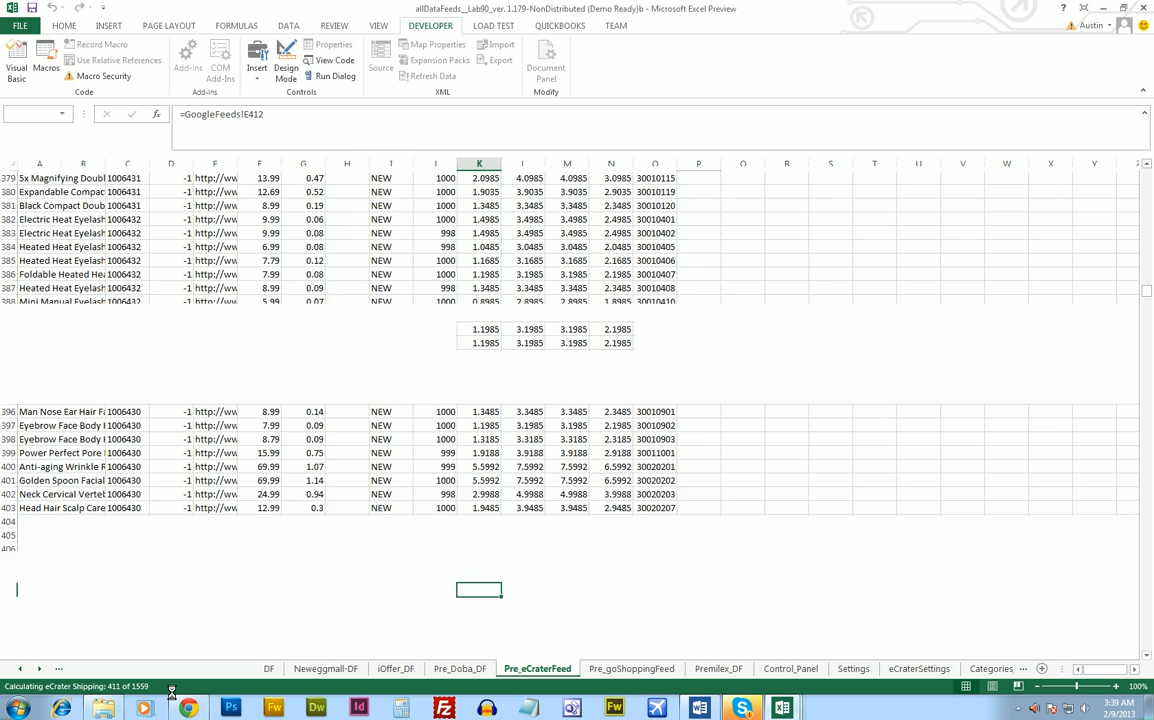 allDataFeeds__Lab90_ver. 1.179-NonDistributed (Demo Ready)b - Microsoft Excel Preview
FILE HOME INSERT PAGE LAYOUT FORMULAS DATA REVIEW VIEW DEVELOPER LOAD TEST QUICKBOOKS TEAM Austin
Visual Basic Macros Record Macro Use Relative References Macro Security Code
Add-Ins COM Add-Ins Add-Ins
Insert Design Mode Properties View Code Run Dialog Controls
Source Map Properties Expansion Packs Refresh Data Import Export XML
Document Panel Modify
=GoogleFeeds!E412
A B C D E F G H I J K L M N O P Q R S T U V W X Y
379 5x Magnifying Doubl 1006431 -1 http://ww 13.99 0.47 NEW 1000 2.0985 4.0985 4.0985 3.0985 30010115
380 Expandable Compac 1006431 -1 http://ww 12.69 0.52 NEW 1000 1.9035 3.9035 3.9035 2.9035 30010119
381 Black Compact Doub 1006431 -1 http://ww 8.99 0.19 NEW 1000 1.3485 3.3485 3.3485 2.3485 30010120
382 Electric Heat Eyelash 1006432 -1 http://ww 9.99 0.06 NEW 1000 1.4985 3.4985 3.4985 2.4985 30010401
383 Electric Heat Eyelash 1006432 -1 http://ww 9.99 0.08 NEW 998 1.4985 3.4985 3.4985 2.4985 30010402
384 Heated Heat Eyelash 1006432 -1 http://ww 6.99 0.08 NEW 998 1.0485 3.0485 3.0485 2.0485 30010405
385 Heated Heat Eyelash 1006432 -1 http://ww 7.79 0.12 NEW 1000 1.1685 3.1685 3.1685 2.1685 30010406
386 Foldable Heated Hea 1006432 -1 http://ww 7.99 0.08 NEW 1000 1.1985 3.1985 3.1985 2.1985 30010407
387 Heated Heat Eyelash 1006432 -1 http://ww 8.99 0.09 NEW 998 1.3485 3.3485 3.3485 2.3485 30010408
388 Mini Manual Eyelash 1006432 -1 http://ww 5.99 0.07 NEW 1000 0.8985 2.8985 2.8985 1.8985 30010410
1.1985 3.1985 3.1985 2.1985
1.1985 3.1985 3.1985 2.1985
396 Man Nose Ear Hair Fa 1006430 -1 http://ww 8.99 0.14 NEW 1000 1.3485 3.3485 3.3485 2.3485 30010901
397 Eyebrow Face Body 1006430 -1 http://ww 7.99 0.09 NEW 1000 1.1985 3.1985 3.1985 2.1985 30010902
398 Eyebrow Face Body 1006430 -1 http://ww 8.79 0.09 NEW 1000 1.3185 3.3185 3.3185 2.3185 30010903
399 Power Perfect Pore 1006430 -1 http://ww 15.99 0.75 NEW 999 1.9188 3.9188 3.9188 2.9188 30011001
400 Anti-aging Wrinkle R 1006430 -1 http://ww 69.99 1.07 NEW 999 5.5992 7.5992 7.5992 6.5992 30020201
401 Golden Spoon Facial 1006430 -1 http://ww 69.99 1.14 NEW 1000 5.5992 7.5992 7.5992 6.5992 30020202
402 Neck Cervical Verteb 1006430 -1 http://ww 24.99 0.94 NEW 998 2.9988 4.9988 4.9988 3.9988 30020203
403 Head Hair Scalp Care 1006430 -1 http://ww 12.99 0.3 NEW 1000 1.9485 3.9485 3.9485 2.9485 30020207
404
405
406
DF Neweggmall-DF iOffer_DF Pre_Doba_DF Pre_eCraterFeed Pre_goShoppingFeed Premilex_DF Control_Panel Settings eCraterSettings Categories
Calculating eCrater Shipping: 411 of 1559 100%
Ps Fw Dw Id Fz Fw W S X 3:39 AM
2/9/2013